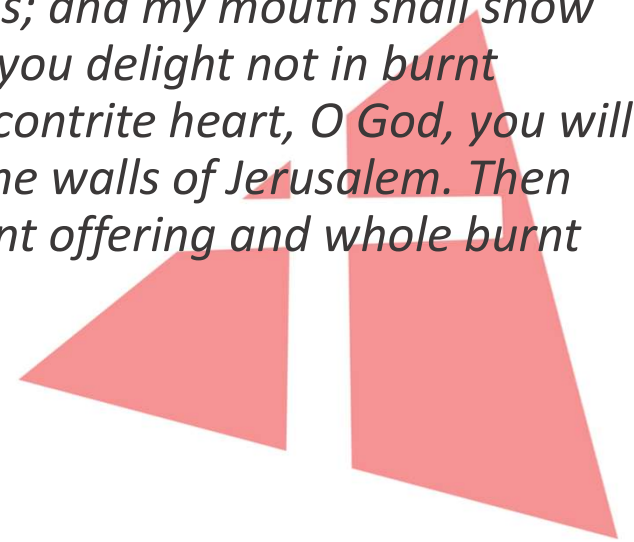 s; and my mouth shall show
you delight not in burnt
contrite heart, O God, you will
he walls of Jerusalem. Then
nt offering and whole burnt